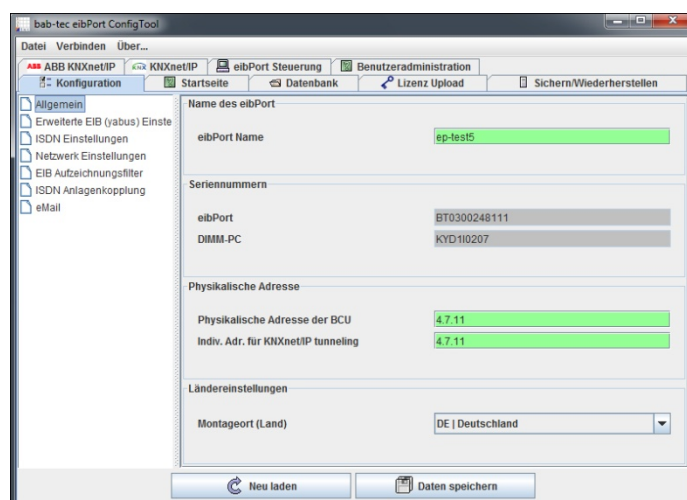 bab-tec eibPort ConfigTool
Datei Verbinden Über...
ABB ABB KNXnet/IP KNX KNXnet/IP eibPort Steuerung Benutzeradministration
Konfiguration Startseite Datenbank Lizenz Upload Sichern/Wiederherstellen
Allgemein
Erweiterte EIB (yabus) Einste
ISDN Einstellungen
Netzwerk Einstellungen
EIB Aufzeichnungsfilter
ISDN Anlagenkopplung
eMail
Name des eibPort
eibPort Name ep-test5
Seriennummern
eibPort BT0300248111
DIMM-PC KYD1I0207
Physikalische Adresse
Physikalische Adresse der BCU 4.7.11
Indiv. Adr. für KNXnet/IP tunneling 4.7.11
Ländereinstellungen
Montageort (Land) DE | Deutschland
Neu laden Daten speichern